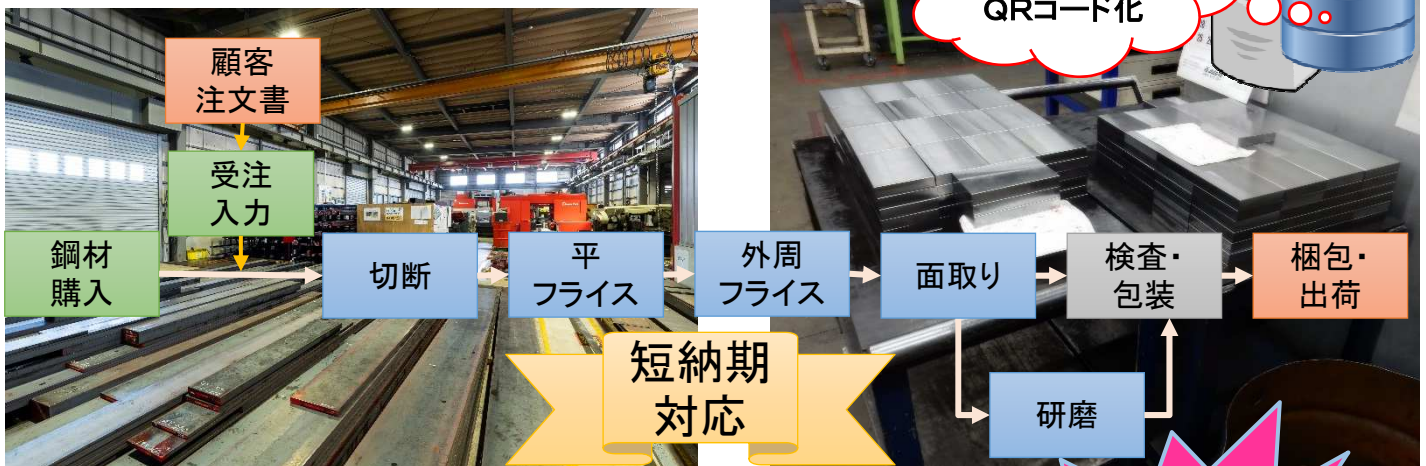 QRコード化
顧客
注文書
受注
入力
鋼材
購入
切断
平
フライス
外周
フライス
面取り
検査・
包装
梱包・
出荷
研磨
短納期
対応